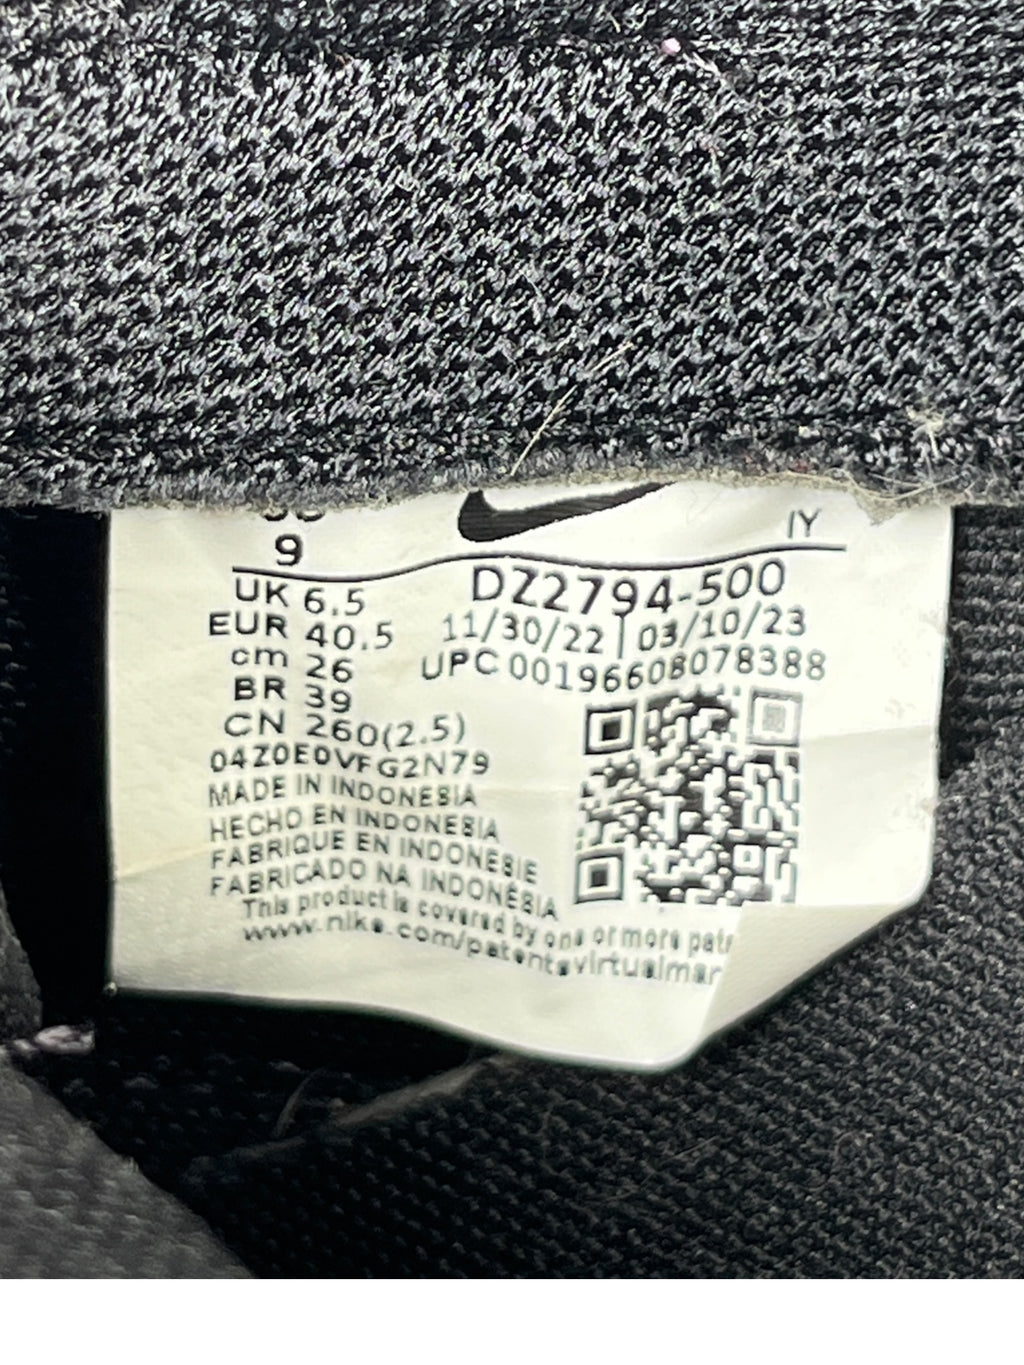 9
IY
UK 6.5
EUR 40.5
cm 26
BR 39
CN 260(2.5)
DZ2794-500
11/30/22 | 03/10/23
UPC 00196608078388
04Z0E0VFG2N79
MADE IN INDONESIA
HECHO EN INDONESIA
FABRIQUE EN INDONESIE
FABRICADO NA INDONÉSIA
This product is covered by one or more
www.nike.com/patents